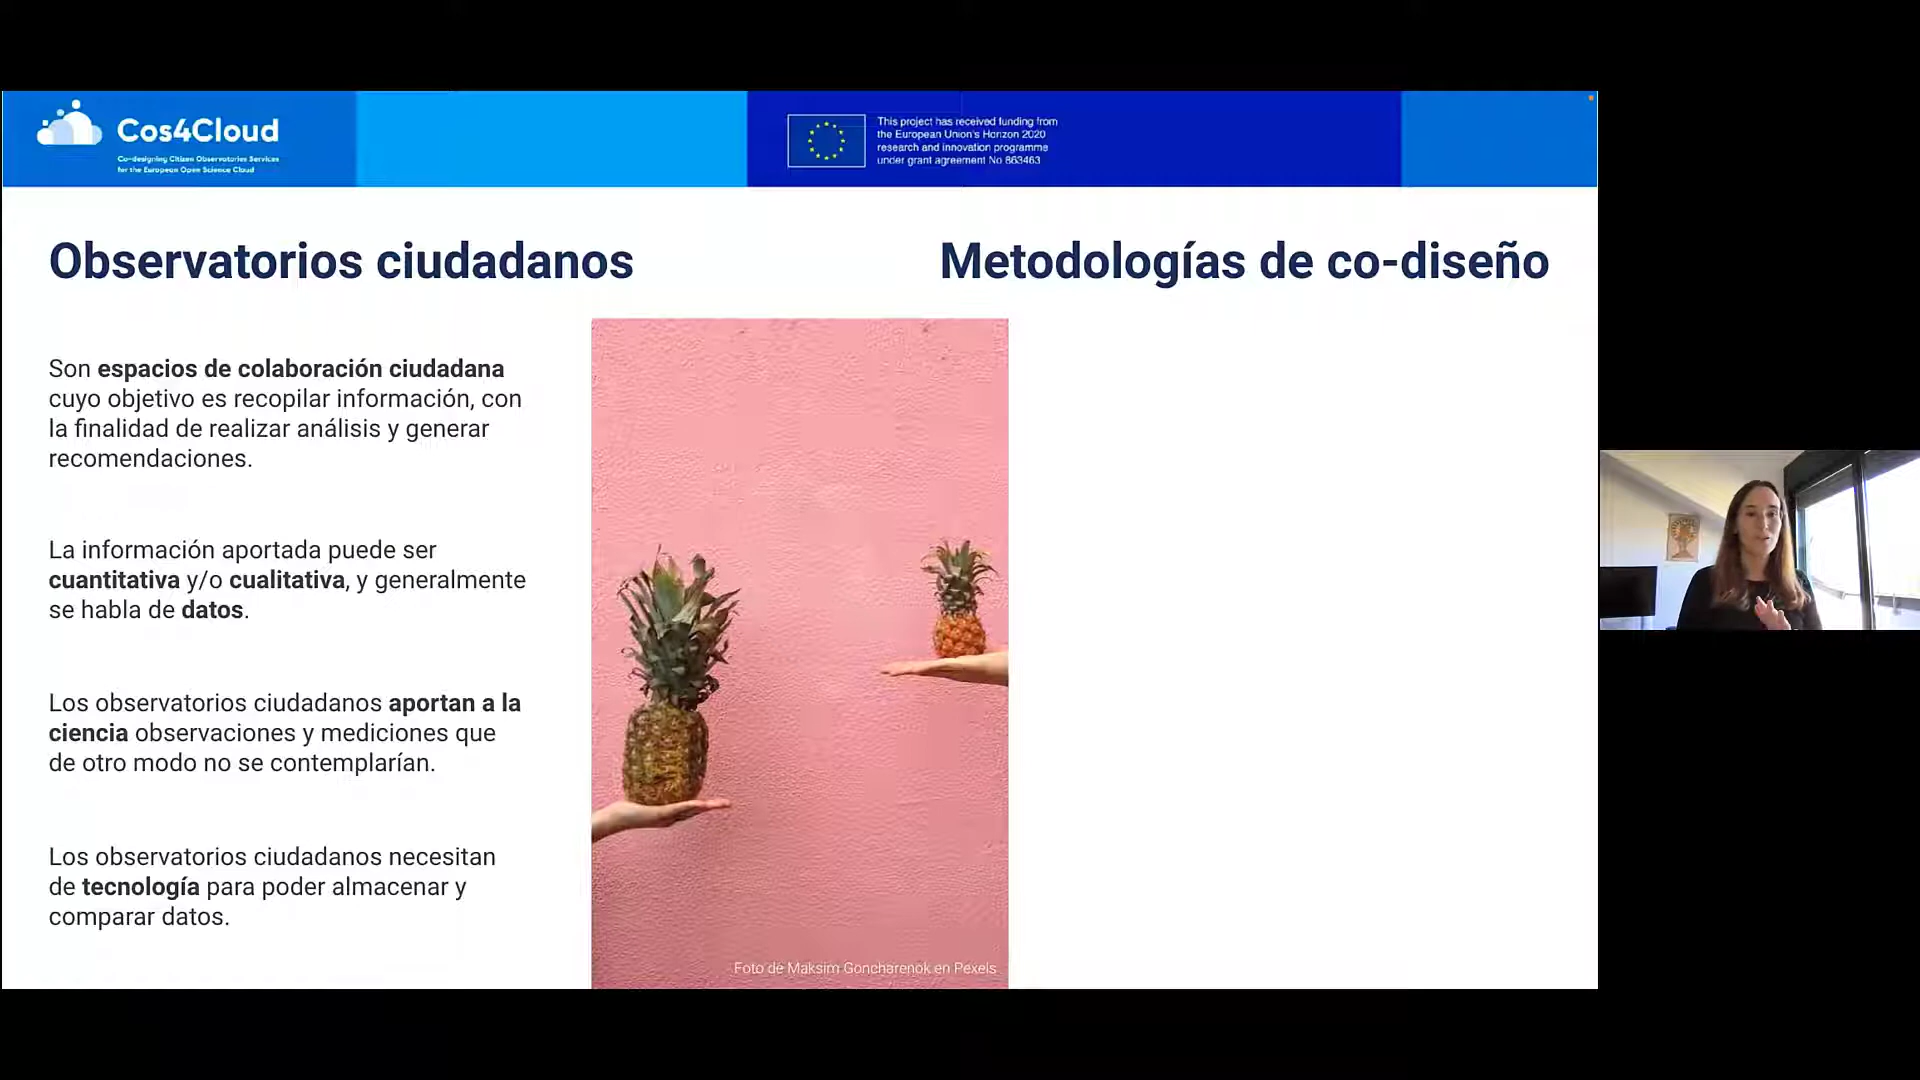 Cos4Cloud
Co-designing Citizen Observatories Services
for the European Open Science Cloud
This project has received funding from
the European Union's Horizon 2020
research and innovation programme
under grant agreement No 863463
Observatorios ciudadanos
Metodologías de co-diseño
Son espacios de colaboración ciudadana
cuyo objetivo es recopilar información, con
la finalidad de realizar análisis y generar
recomendaciones.
La información aportada puede ser
cuantitativa y/o cualitativa, y generalmente
se habla de datos.
Los observatorios ciudadanos aportan a la
ciencia observaciones y mediciones que
de otro modo no se contemplarían.
Los observatorios ciudadanos necesitan
de tecnología para poder almacenar y
comparar datos.
Foto de Maksim Goncharenok en Pexels